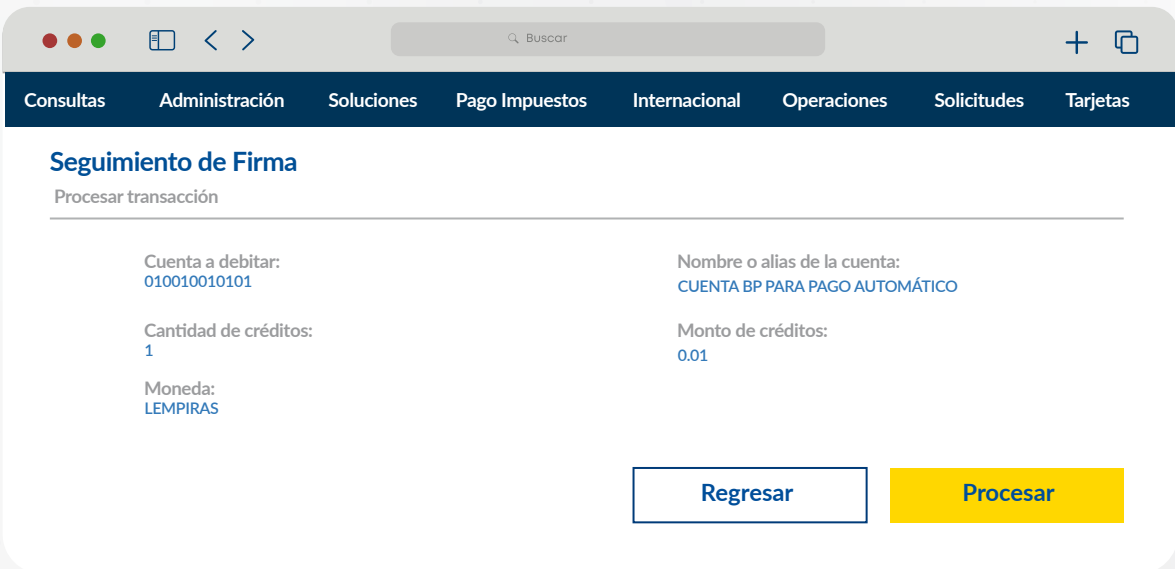 Buscar
Consultas Administración Soluciones Pago Impuestos Internacional Operaciones Solicitudes Tarjetas
Seguimiento de Firma
Procesar transacción
Cuenta a debitar:
010010010101
Nombre o alias de la cuenta:
CUENTA BP PARA PAGO AUTOMÁTICO
Cantidad de créditos:
1
Monto de créditos:
0.01
Moneda:
LEMPIRAS
Regresar
Procesar